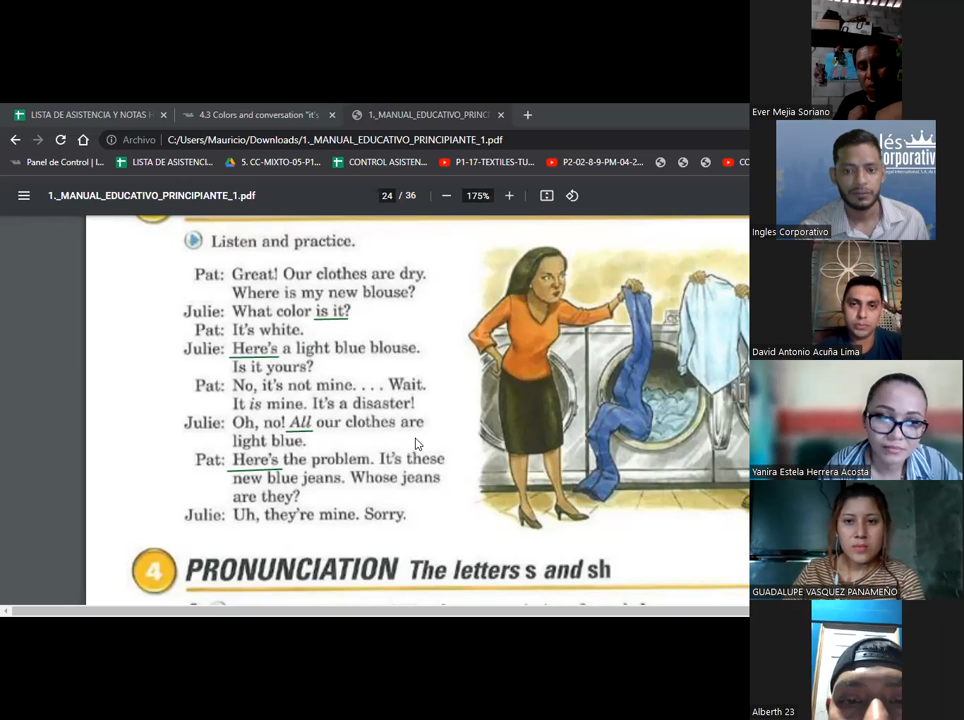 LISTA DE ASISTENCIA Y NOTAS
4.3 Colors and conversation "it's
1._MANUAL_EDUCATIVO_PRINCIPI
Archivo
C:/Users/Mauricio/Downloads/1._MANUAL_EDUCATIVO_PRINCIPIANTE_1.pdf
Panel de Control | I...
LISTA DE ASISTENCI...
5. CC-MIXTO-05-P1...
CONTROL ASISTEN...
P1-17-TEXTILES-TU...
P2-02-8-9-PM-04-2...
1._MANUAL_EDUCATIVO_PRINCIPIANTE_1.pdf
24 / 36
175%
Listen and practice.
Pat: Great! Our clothes are dry.
Where is my new blouse?
Julie: What color is it?
Pat: It's white.
Julie: Here's a light blue blouse.
Is it yours?
Pat: No, it's not mine. . . . Wait.
It is mine. It's a disaster!
Julie: Oh, no! All our clothes are
light blue.
Pat: Here's the problem. It's these
new blue jeans. Whose jeans
are they?
Julie: Uh, they're mine. Sorry.
4 PRONUNCIATION The letters s and sh
Ever Mejia Soriano
lés
orporativo
Ingles Corporativo
David Antonio Acuña Lima
Yanira Estela Herrera Acosta
GUADALUPE VASQUEZ PANAMEÑO
Alberth 23